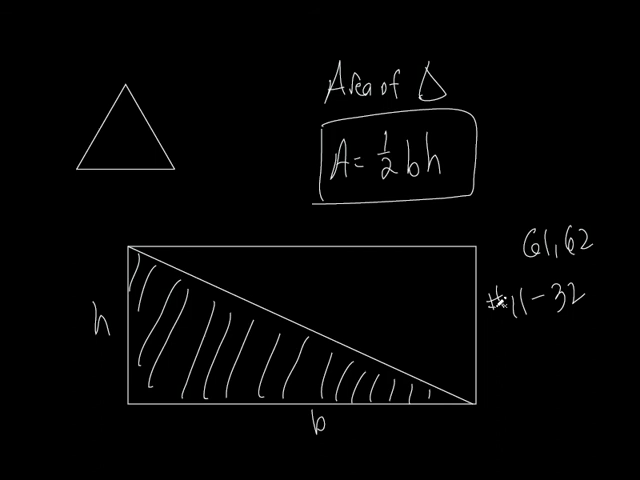 Area of Δ
A = 1/2 bh
61, 62
#11-32
h
b